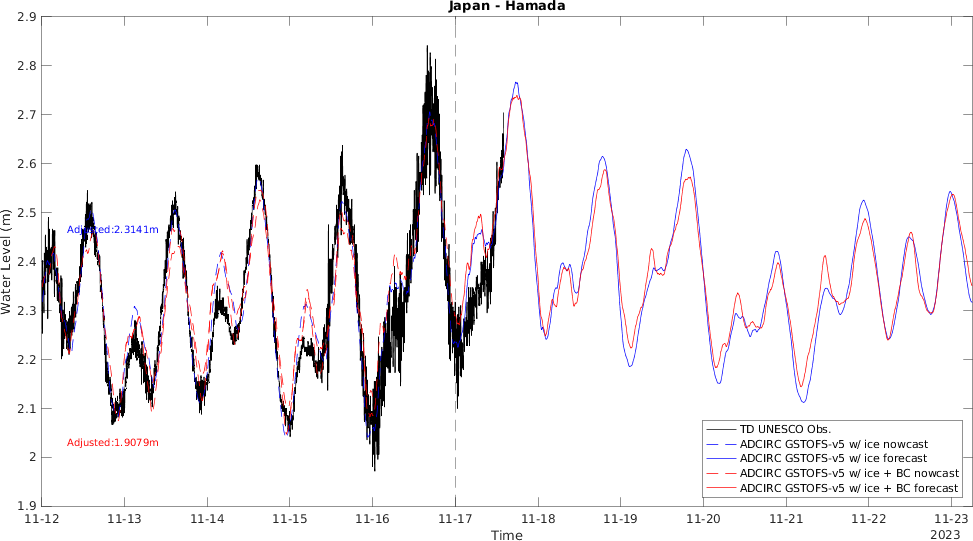 Japan - Hamada
2.9
2.8
2.7
2.6
2.5
2.4
2.3
2.2
2.1
2
1.9
Water Level (m)
Adjusted:2.3141m
Adjusted:1.9079m
TD UNESCO Obs.
ADCIRC GSTOFS-v5 w/ ice nowcast
ADCIRC GSTOFS-v5 w/ ice forecast
ADCIRC GSTOFS-v5 w/ ice + BC nowcast
ADCIRC GSTOFS-v5 w/ ice + BC forecast
11-12 11-13 11-14 11-15 11-16 11-17 11-18 11-19 11-20 11-21 11-22 11-23
Time
2023